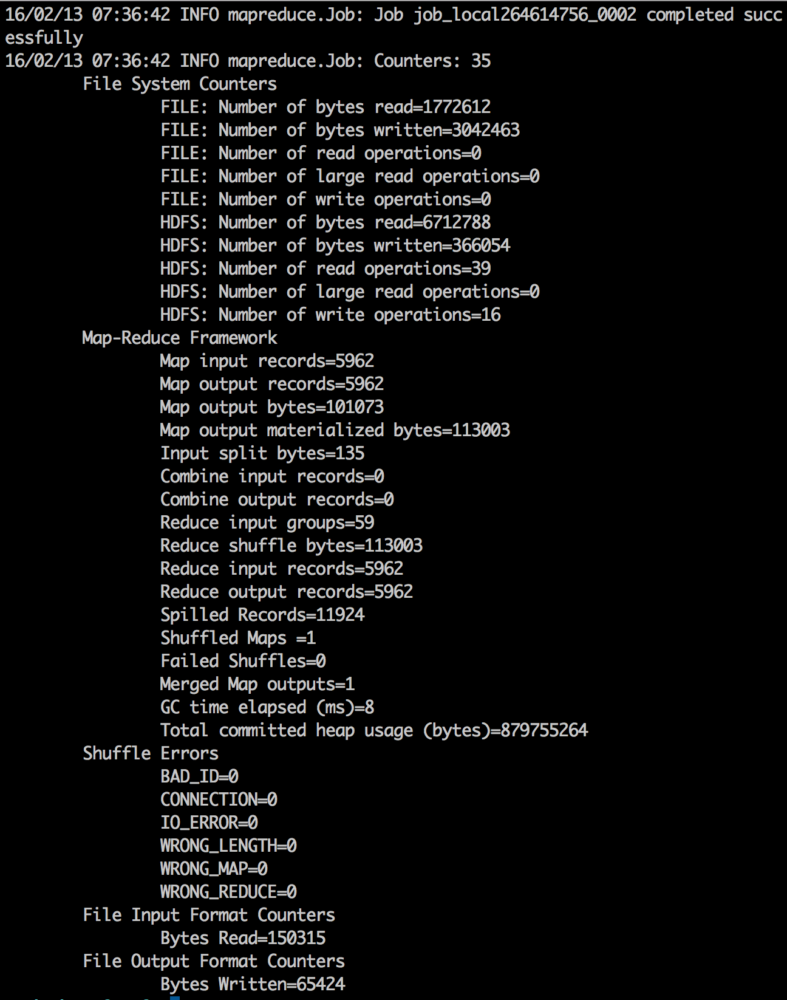 16/02/13 07:36:42 INFO mapreduce.Job: Job job_local264614756_0002 completed succ
essfully
16/02/13 07:36:42 INFO mapreduce.Job: Counters: 35
File System Counters
FILE: Number of bytes read=1772612
FILE: Number of bytes written=3042463
FILE: Number of read operations=0
FILE: Number of large read operations=0
FILE: Number of write operations=0
HDFS: Number of bytes read=6712788
HDFS: Number of bytes written=366054
HDFS: Number of read operations=39
HDFS: Number of large read operations=0
HDFS: Number of write operations=16
Map-Reduce Framework
Map input records=5962
Map output records=5962
Map output bytes=101073
Map output materialized bytes=113003
Input split bytes=135
Combine input records=0
Combine output records=0
Reduce input groups=59
Reduce shuffle bytes=113003
Reduce input records=5962
Reduce output records=5962
Spilled Records=11924
Shuffled Maps =1
Failed Shuffles=0
Merged Map outputs=1
GC time elapsed (ms)=8
Total committed heap usage (bytes)=879755264
Shuffle Errors
BAD_ID=0
CONNECTION=0
IO_ERROR=0
WRONG_LENGTH=0
WRONG_MAP=0
WRONG_REDUCE=0
File Input Format Counters
Bytes Read=150315
File Output Format Counters
Bytes Written=65424